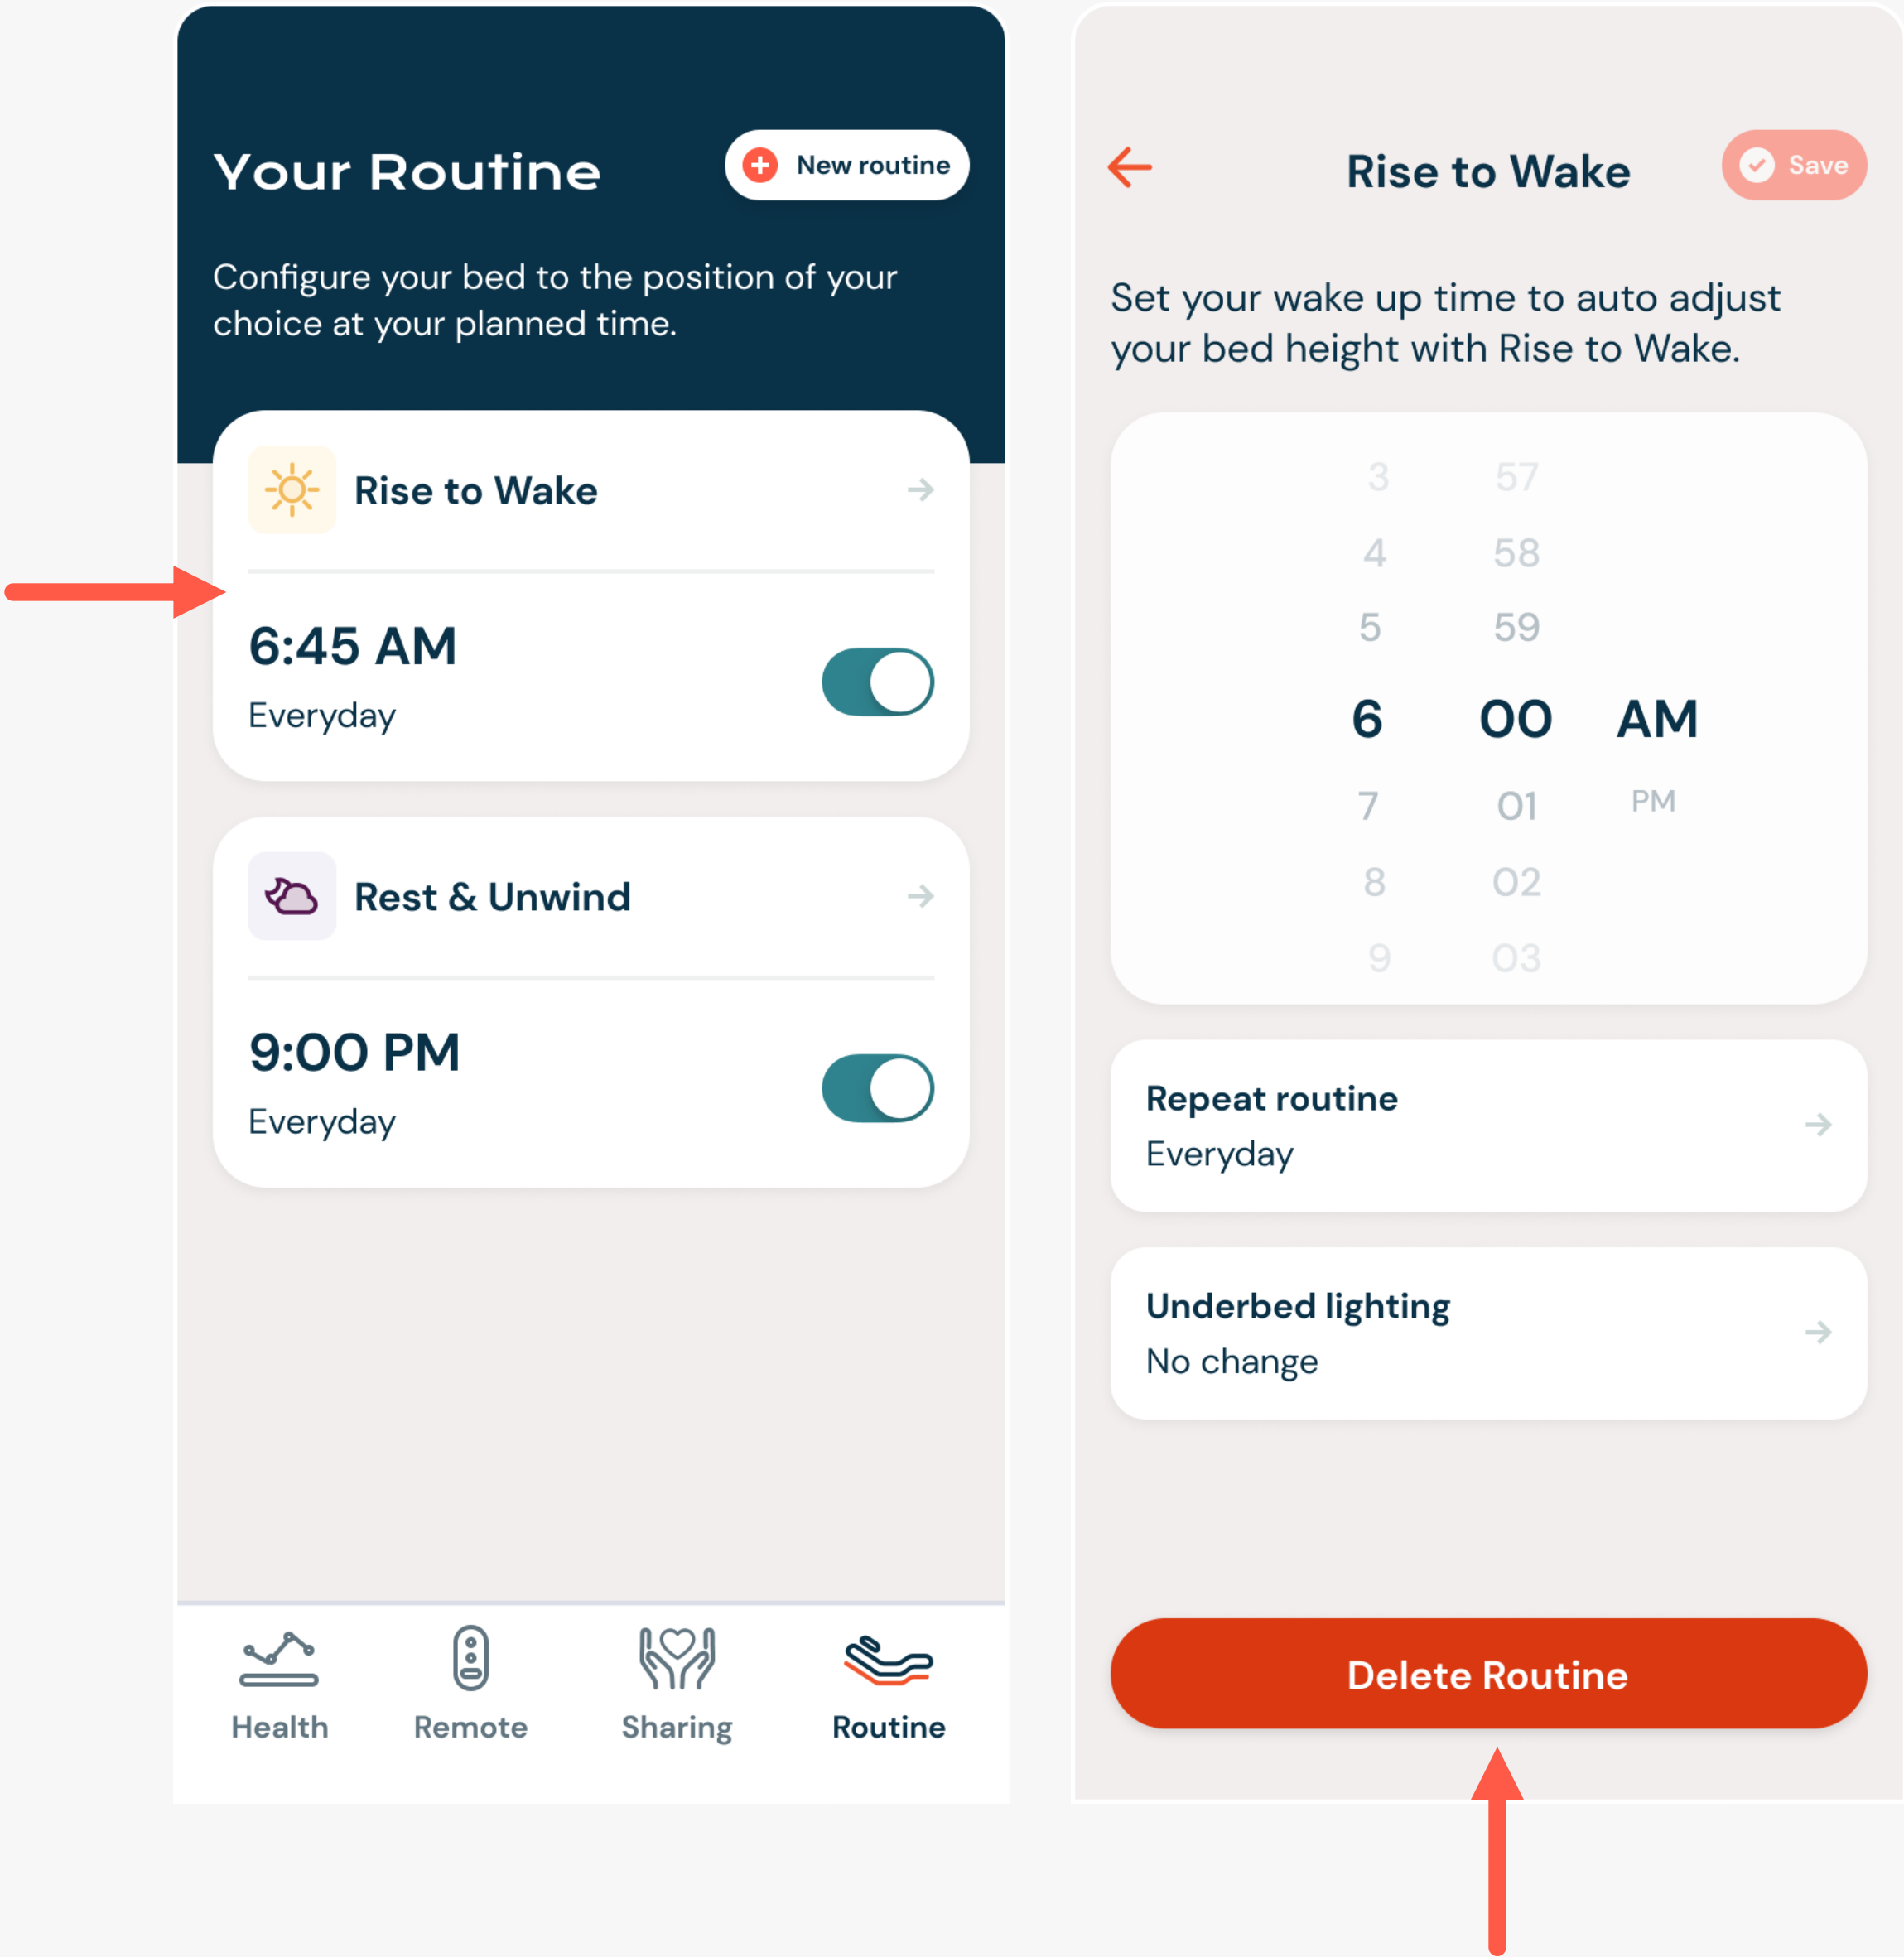 Your Routine
New routine
Configure your bed to the position of your
choice at your planned time.
Rise to Wake
6:45 AM
Everyday
Rest & Unwind
9:00 PM
Everyday
Health Remote Sharing Routine
Rise to Wake
Save
Set your wake up time to auto adjust
your bed height with Rise to Wake.
3 57
4 58
5 59
6 00 AM
7 01 PM
8 02
9 03
Repeat routine
Everyday
Underbed lighting
No change
Delete Routine